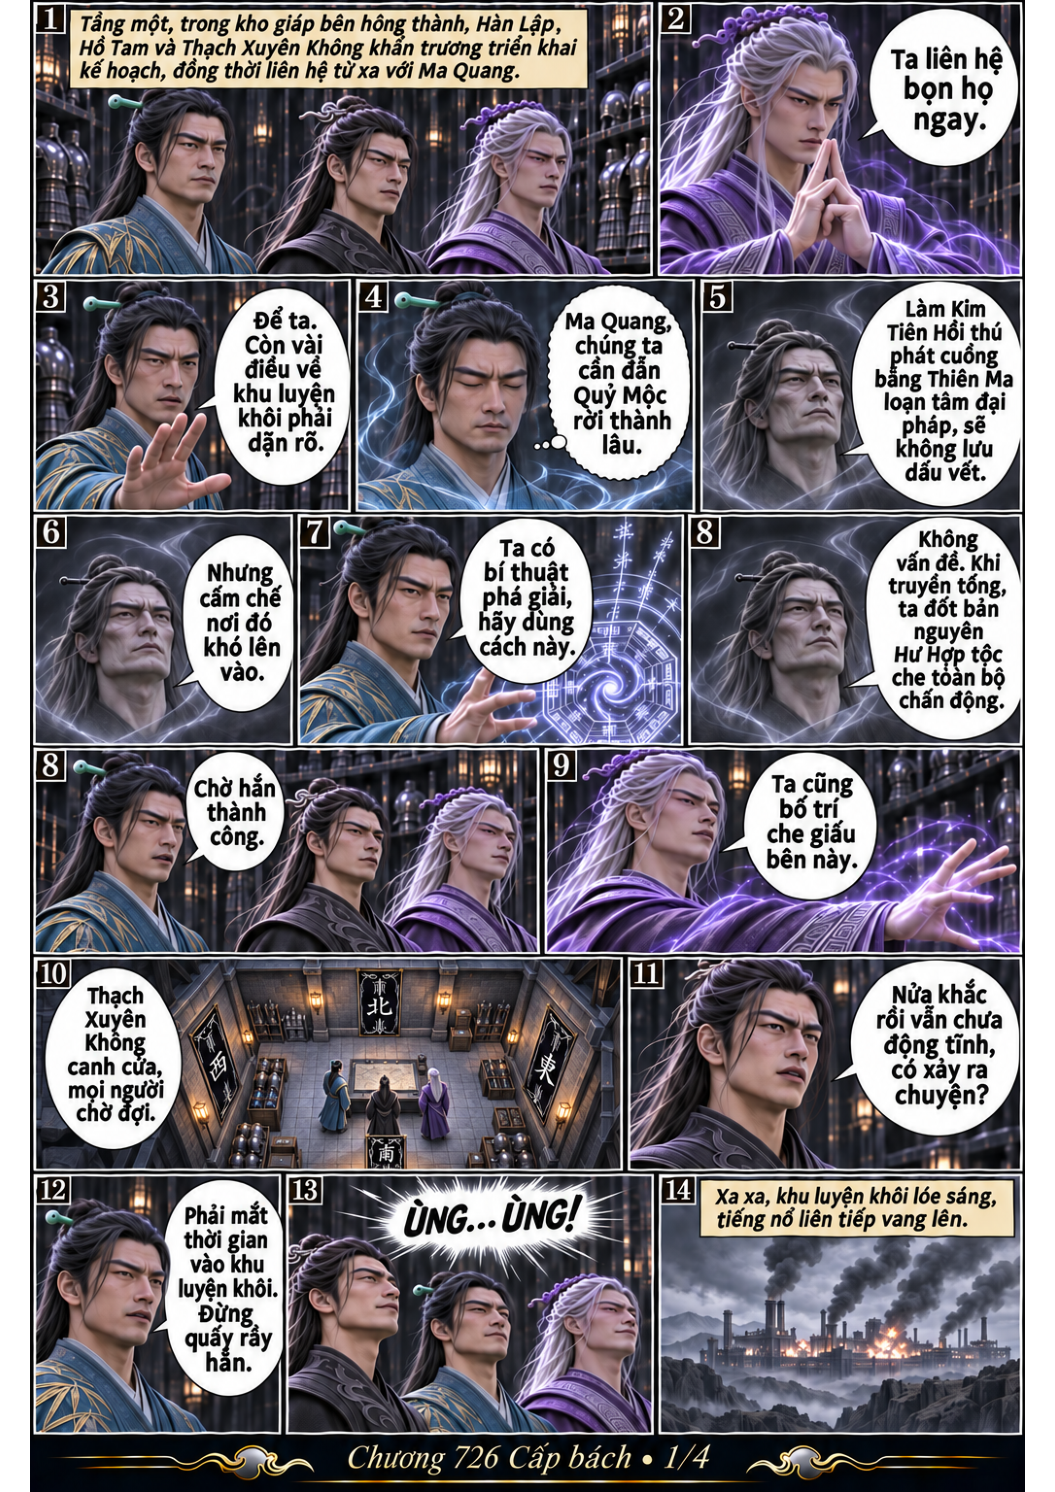 1
Tầng một, trong kho giáp bên hông thành, Hàn Lập,
Hồ Tam và Thạch Xuyên Không khẩn trương triển khai
kế hoạch, đồng thời liên hệ từ xa với Ma Quang.
2
Ta liên hệ
bọn họ
ngay.
3
Để ta.
Còn vài
điều về
khu luyện
khôi phải
dặn rõ.
4
Ma Quang,
chúng ta
cần dẫn
Quỷ Mộc
rời thành
lâu.
5
Làm Kim
Tiên Hồi thú
phát cuồng
bằng Thiên Ma
loạn tâm đại
pháp, sẽ
không lưu
dấu vết.
6
Nhưng
cấm chế
nơi đó
khó lẻn
vào.
7
Ta có
bí thuật
phá giải,
hãy dùng
cách này.
8
Không
vấn đề. Khi
truyền tống,
ta đốt bản
nguyên
Hư Hợp tộc
che toàn bộ
chấn động.
8
Chờ hắn
thành
công.
9
Ta cũng
bố trí
che giấu
bên này.
10
Thạch
Xuyên
Không
canh cửa,
mọi người
chờ đợi.
北
西
東
南
11
Nửa khắc
rồi vẫn chưa
động tĩnh,
có xảy ra
chuyện?
12
Phải mất
thời gian
vào khu
luyện khôi.
Đừng
quấy rầy
hắn.
13
ÙNG... ÙNG!
14
Xa xa, khu luyện khôi lóe sáng,
tiếng nổ liên tiếp vang lên.
Chương 726 Cấp bách • 1/4